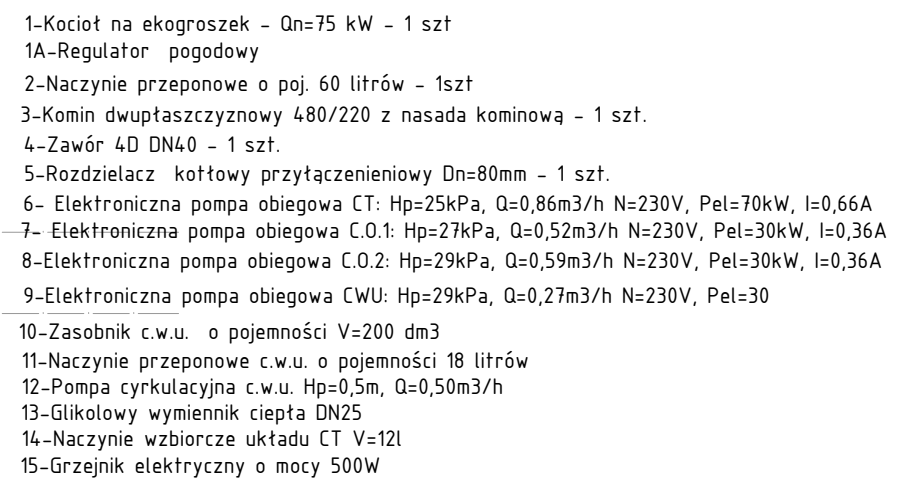 1-Kocioł na ekogroszek - Qn=75 kW - 1 szt
1A-Regulator pogodowy
2-Naczynie przeponowe o poj. 60 litrów - 1szt
3-Komin dwupłaszczyznowy 480/220 z nasada kominową - 1 szt.
4-Zawór 4D DN40 - 1 szt.
5-Rozdzielacz kotłowy przyłączenieniowy Dn=80mm - 1 szt.
6- Elektroniczna pompa obiegowa CT: Hp=25kPa, Q=0,86m3/h N=230V, Pel=70kW, I=0,66A
7- Elektroniczna pompa obiegowa C.O.1: Hp=27kPa, Q=0,52m3/h N=230V, Pel=30kW, I=0,36A
8-Elektroniczna pompa obiegowa C.O.2: Hp=29kPa, Q=0,59m3/h N=230V, Pel=30kW, I=0,36A
9-Elektroniczna pompa obiegowa CWU: Hp=29kPa, Q=0,27m3/h N=230V, Pel=30
10-Zasobnik c.w.u. o pojemności V=200 dm3
11-Naczynie przeponowe c.w.u. o pojemności 18 litrów
12-Pompa cyrkulacyjna c.w.u. Hp=0,5m, Q=0,50m3/h
13-Glikolowy wymiennik ciepła DN25
14-Naczynie wzbiorcze układu CT V=12l
15-Grzejnik elektryczny o mocy 500W